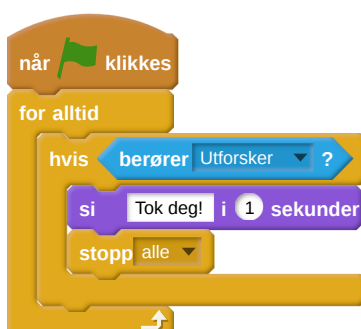 når klikkes
for alltid
hvis berører Utforsker ?
si Tok deg! i 1 sekunder
stopp alle